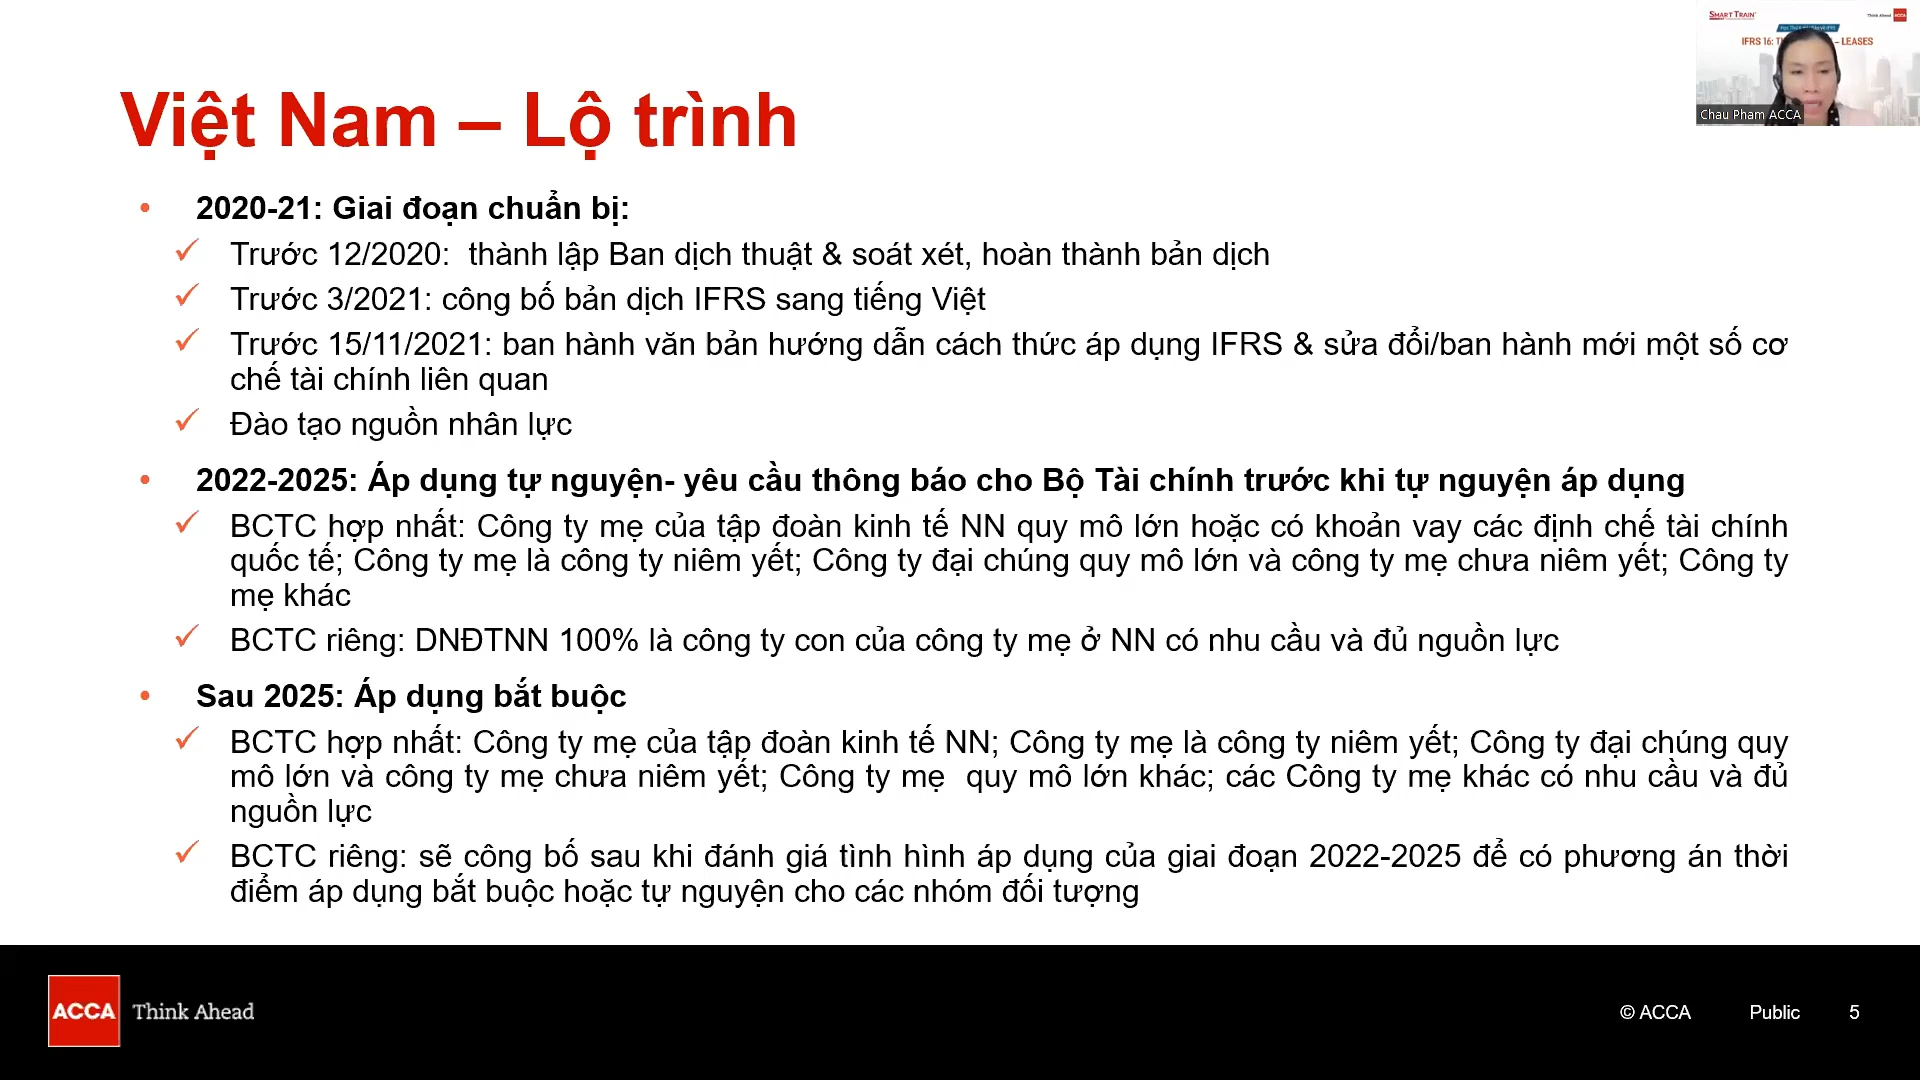 SMART TRAIN
Think Ahead ACCA
IFRS 16: – LEASES
Chau Pham ACCA
Việt Nam – Lộ trình
• 2020-21: Giai đoạn chuẩn bị:
✓ Trước 12/2020: thành lập Ban dịch thuật & soát xét, hoàn thành bản dịch
✓ Trước 3/2021: công bố bản dịch IFRS sang tiếng Việt
✓ Trước 15/11/2021: ban hành văn bản hướng dẫn cách thức áp dụng IFRS & sửa đổi/ban hành mới một số cơ
chế tài chính liên quan
✓ Đào tạo nguồn nhân lực
• 2022-2025: Áp dụng tự nguyện- yêu cầu thông báo cho Bộ Tài chính trước khi tự nguyện áp dụng
✓ BCTC hợp nhất: Công ty mẹ của tập đoàn kinh tế NN quy mô lớn hoặc có khoản vay các định chế tài chính
quốc tế; Công ty mẹ là công ty niêm yết; Công ty đại chúng quy mô lớn và công ty mẹ chưa niêm yết; Công ty
mẹ khác
✓ BCTC riêng: DNĐTNN 100% là công ty con của công ty mẹ ở NN có nhu cầu và đủ nguồn lực
• Sau 2025: Áp dụng bắt buộc
✓ BCTC hợp nhất: Công ty mẹ của tập đoàn kinh tế NN; Công ty mẹ là công ty niêm yết; Công ty đại chúng quy
mô lớn và công ty mẹ chưa niêm yết; Công ty mẹ quy mô lớn khác; các Công ty mẹ khác có nhu cầu và đủ
nguồn lực
✓ BCTC riêng: sẽ công bố sau khi đánh giá tình hình áp dụng của giai đoạn 2022-2025 để có phương án thời
điểm áp dụng bắt buộc hoặc tự nguyện cho các nhóm đối tượng
ACCA Think Ahead
© ACCA Public 5